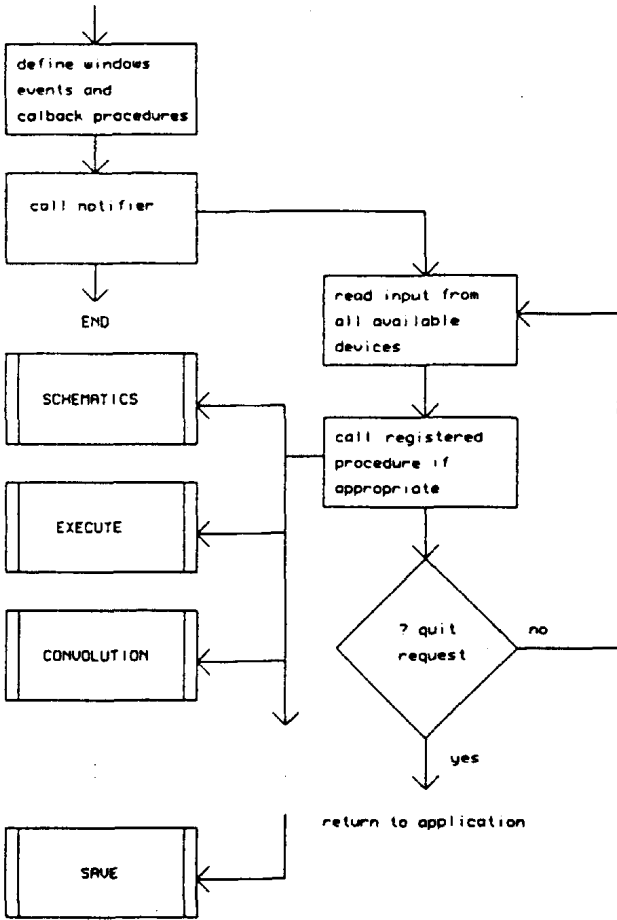 define windows
events and
calback procedures
call notifier
END
read input from
all available
devices
SCHEMATICS
call registered
procedure if
appropriate
EXECUTE
? quit
request
no
CONVOLUTION
yes
return to application
SAVE